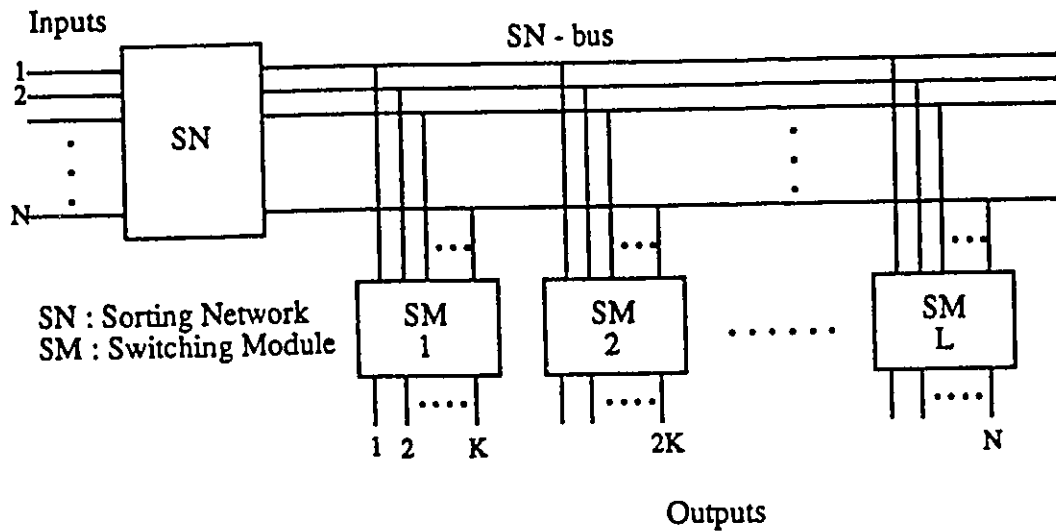 Inputs
SN - bus
1
2
SN
N
SN : Sorting Network
SM : Switching Module
SM
1
SM
2
SM
L
1 2 K
2K
N
Outputs